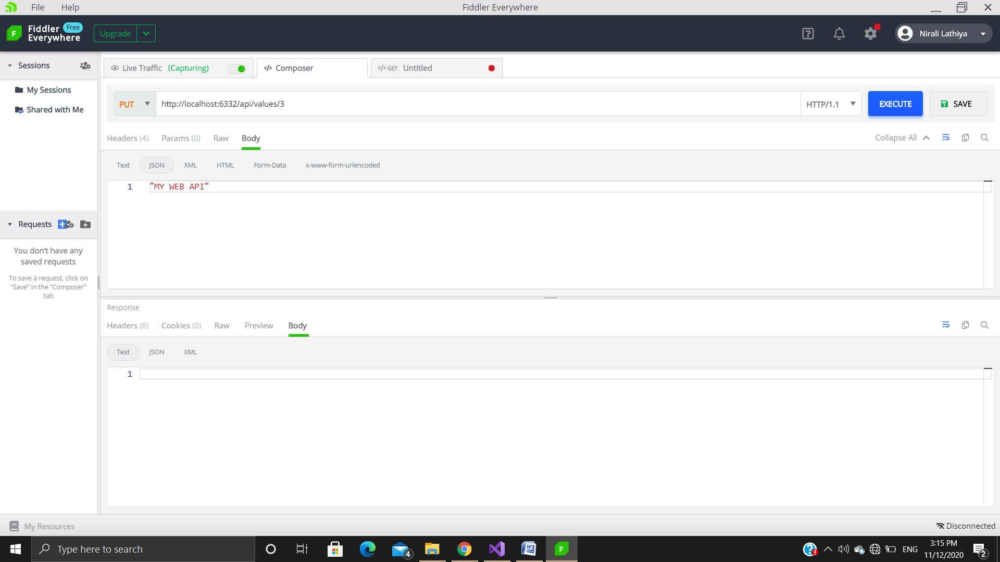 File Help Fiddler Everywhere
Fiddler Free
Everywhere
Upgrade
Nirali Lathiya
Sessions
Live Traffic (Capturing)
</> Composer
</> GET Untitled
My Sessions
Shared with Me
PUT http://localhost:6332/api/values/3 HTTP/1.1 EXECUTE SAVE
Headers (4) Params (0) Raw Body Collapse All
Text JSON XML HTML Form-Data x-www-form-urlencoded
1 "MY WEB API"
Requests
You don't have any
saved requests
To save a request, click on
“Save” in the “Composer”
tab
Response
Headers (8) Cookies (0) Raw Preview Body
Text JSON XML
1
My Resources
Disconnected
Type here to search
4
ENG
3:15 PM
11/12/2020
2